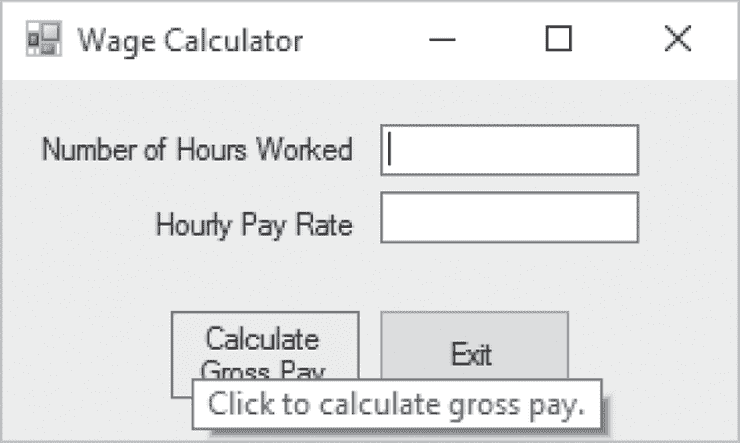 Wage Calculator
Number of Hours Worked
Hourly Pay Rate
Calculate
Gross Pay
Exit
Click to calculate gross pay.